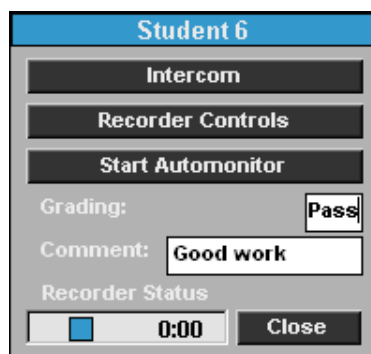 Student 6
Intercom
Recorder Controls
Start Automonitor
Grading: Pass
Comment: Good work
Recorder Status
0:00 Close